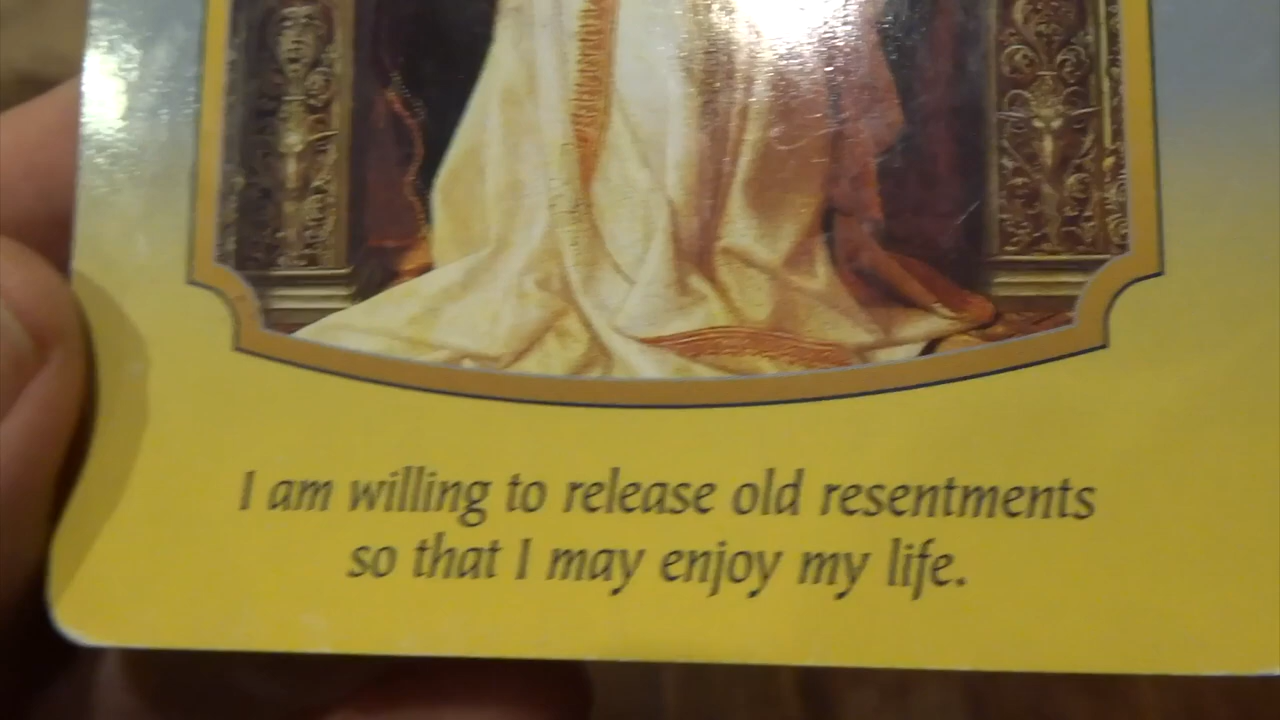 I am willing to release old resentments
so that I may enjoy my life.